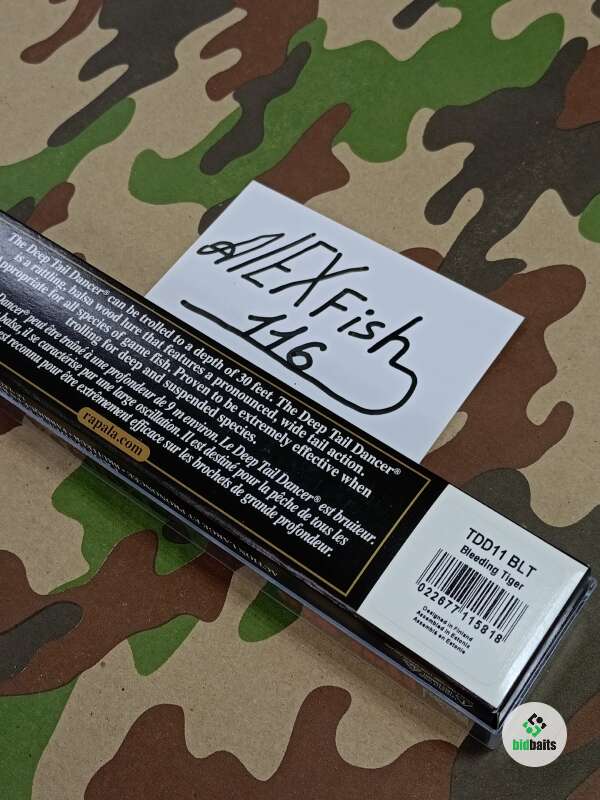 ALEXFish
116
The Deep Tail Dancer® can be trolled to a depth of 30 feet. The Deep Tail Dancer®
is a rattling, balsa wood lure that features a pronounced, wide tail action.
Appropriate for all species of game fish. Proven to be extremely effective when
trolling for deep and suspended species.
Dancer® peut être traîné à une profondeur de 9 m environ. Le Deep Tail Dancer® est bruiteur.
balsa. Il se caractérise par une large oscillation. Il est destiné pour la pêche de tous les
est reconnu pour être extrêmement efficace sur les brochets de grande profondeur.
rapala.com
TDD11 BLT
Bleeding Tiger
022677 115818
Designed in Finland
Assembled in Estonia
Assemblé en Estonie
bidbaits